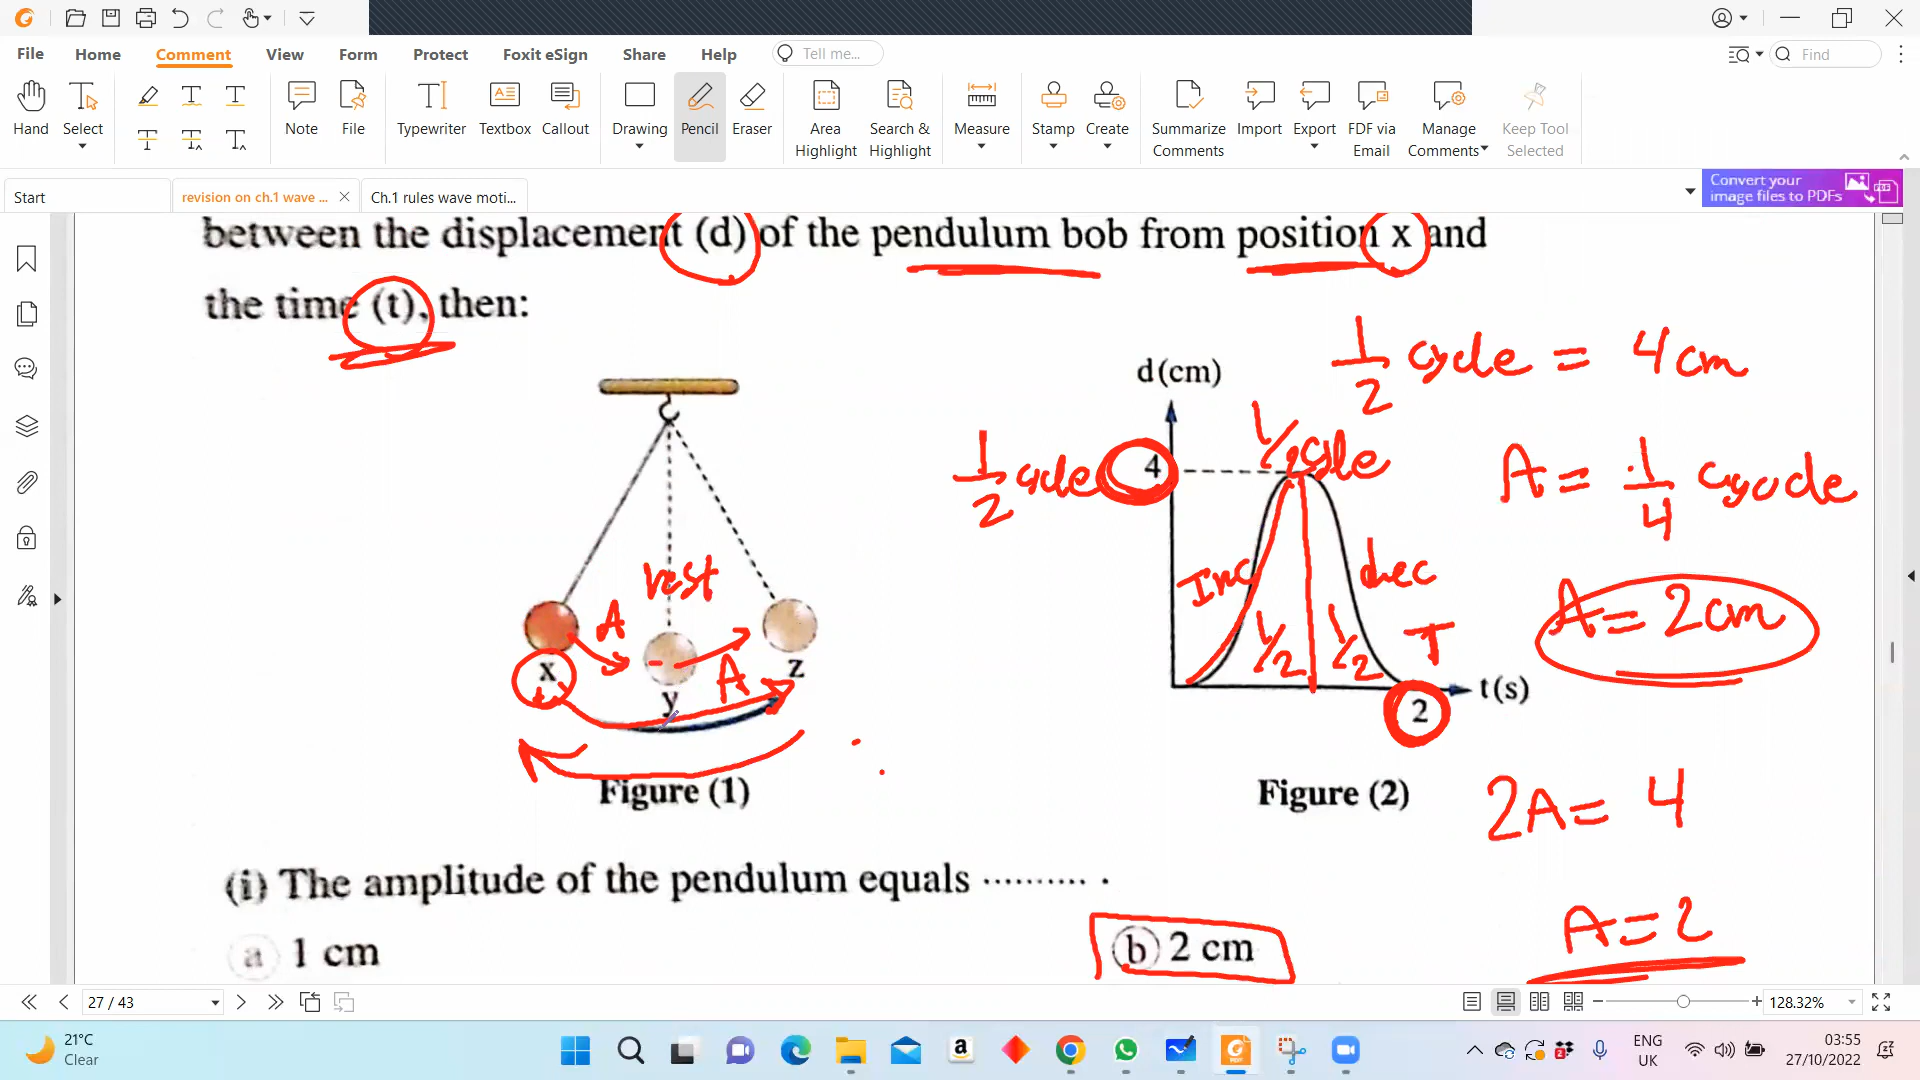 File Home Comment View Form Protect Foxit eSign Share Help Tell me... Find
Hand Select Note File Typewriter Textbox Callout Drawing Pencil Eraser Area Highlight Search & Highlight Measure Stamp Create Summarize Comments Import Export FDF via Email Manage Comments Keep Tool Selected
Start revision on ch.1 wave ... Ch.1 rules wave moti... Convert your image files to PDFs
between the displacement (d) of the pendulum bob from position x and
the time (t), then:
1/2 cycle = 4 cm
d (cm)
1/2 cycle 4 1/2 cycle
A = 1/4 cycle
rest
Inc dec
A
A = 2 cm
1/2 1/2 T
x y z A
t (s)
2
Figure (1) Figure (2)
2A = 4
(i) The amplitude of the pendulum equals .......... .
A = 2
a 1 cm b 2 cm
27 / 43 128.32%
21°C
Clear
a
2
ENG
UK
03:55
27/10/2022